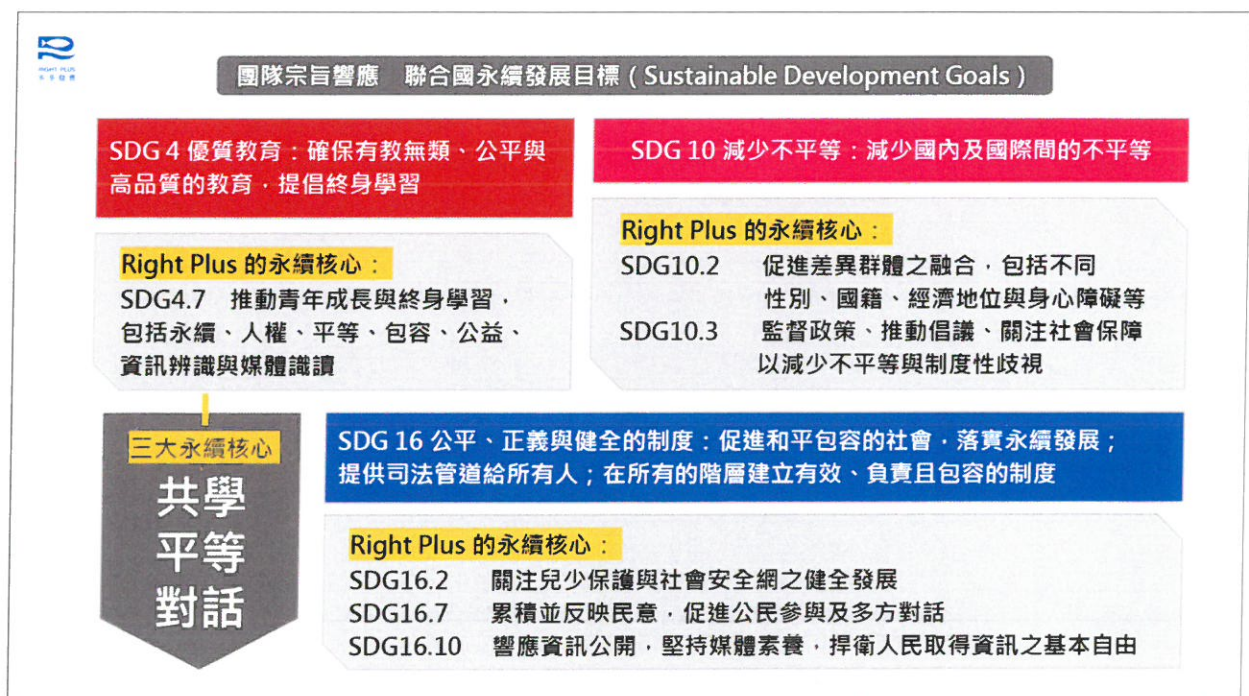 RIGHT PLUS
多多益善
團隊宗旨響應 聯合國永續發展目標(Sustainable Development Goals)
SDG 4 優質教育:確保有教無類、公平與
高品質的教育,提倡終身學習
Right Plus 的永續核心:
SDG4.7 推動青年成長與終身學習,
包括永續、人權、平等、包容、公益、
資訊辨識與媒體識讀
SDG 10 減少不平等:減少國內及國際間的不平等
Right Plus 的永續核心:
SDG10.2 促進差異群體之融合,包括不同
性別、國籍、經濟地位與身心障礙等
SDG10.3 監督政策、推動倡議、關注社會保障
以減少不平等與制度性歧視
三大永續核心
共學
平等
對話
SDG 16 公平、正義與健全的制度:促進和平包容的社會,落實永續發展;
提供司法管道給所有人;在所有的階層建立有效、負責且包容的制度
Right Plus 的永續核心:
SDG16.2 關注兒少保護與社會安全網之健全發展
SDG16.7 累積並反映民意,促進公民參與及多方對話
SDG16.10 響應資訊公開,堅持媒體素養,捍衛人民取得資訊之基本自由